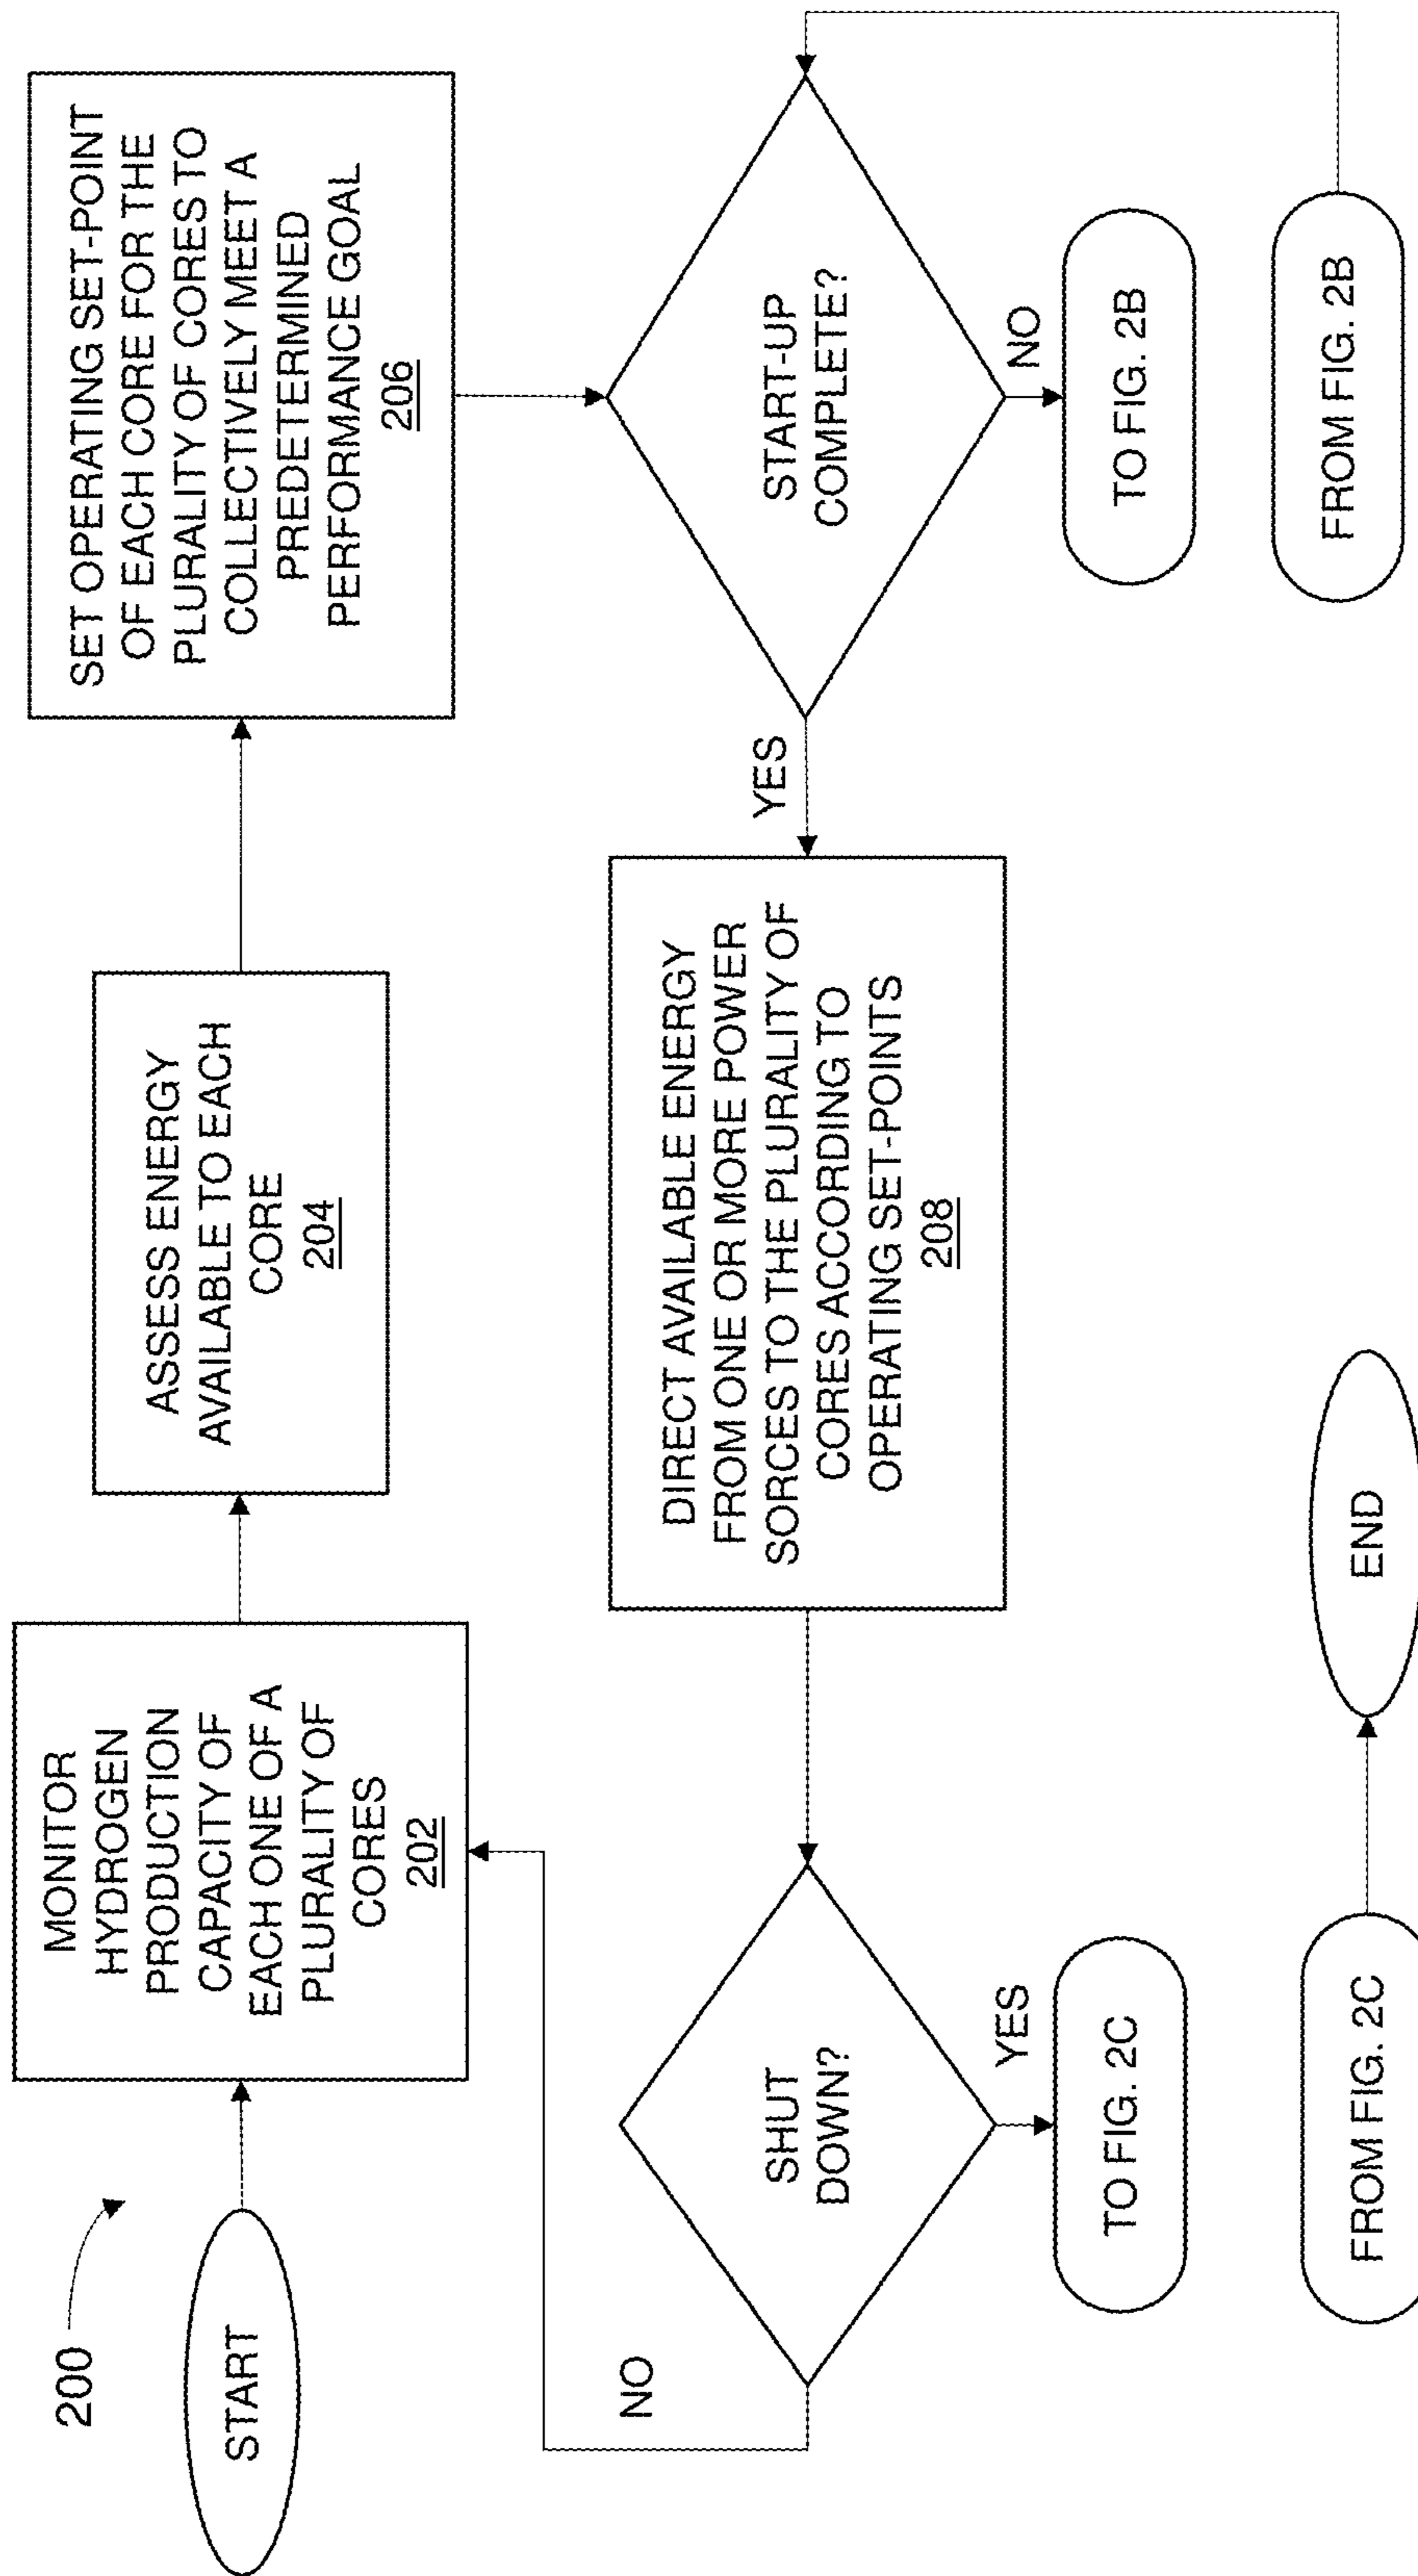 200
START
MONITOR
HYDROGEN
PRODUCTION
CAPACITY OF
EACH ONE OF A
PLURALITY OF
CORES
202
ASSESS ENERGY
AVAILABLE TO EACH
CORE
204
SET OPERATING SET-POINT
OF EACH CORE FOR THE
PLURALITY OF CORES TO
COLLECTIVELY MEET A
PREDETERMINED
PERFORMANCE GOAL
206
START-UP
COMPLETE?
NO
TO FIG. 2B
FROM FIG. 2B
YES
DIRECT AVAILABLE ENERGY
FROM ONE OR MORE POWER
SORCES TO THE PLURALITY OF
CORES ACCORDING TO
OPERATING SET-POINTS
208
SHUT
DOWN?
NO
YES
TO FIG. 2C
FROM FIG. 2C
END